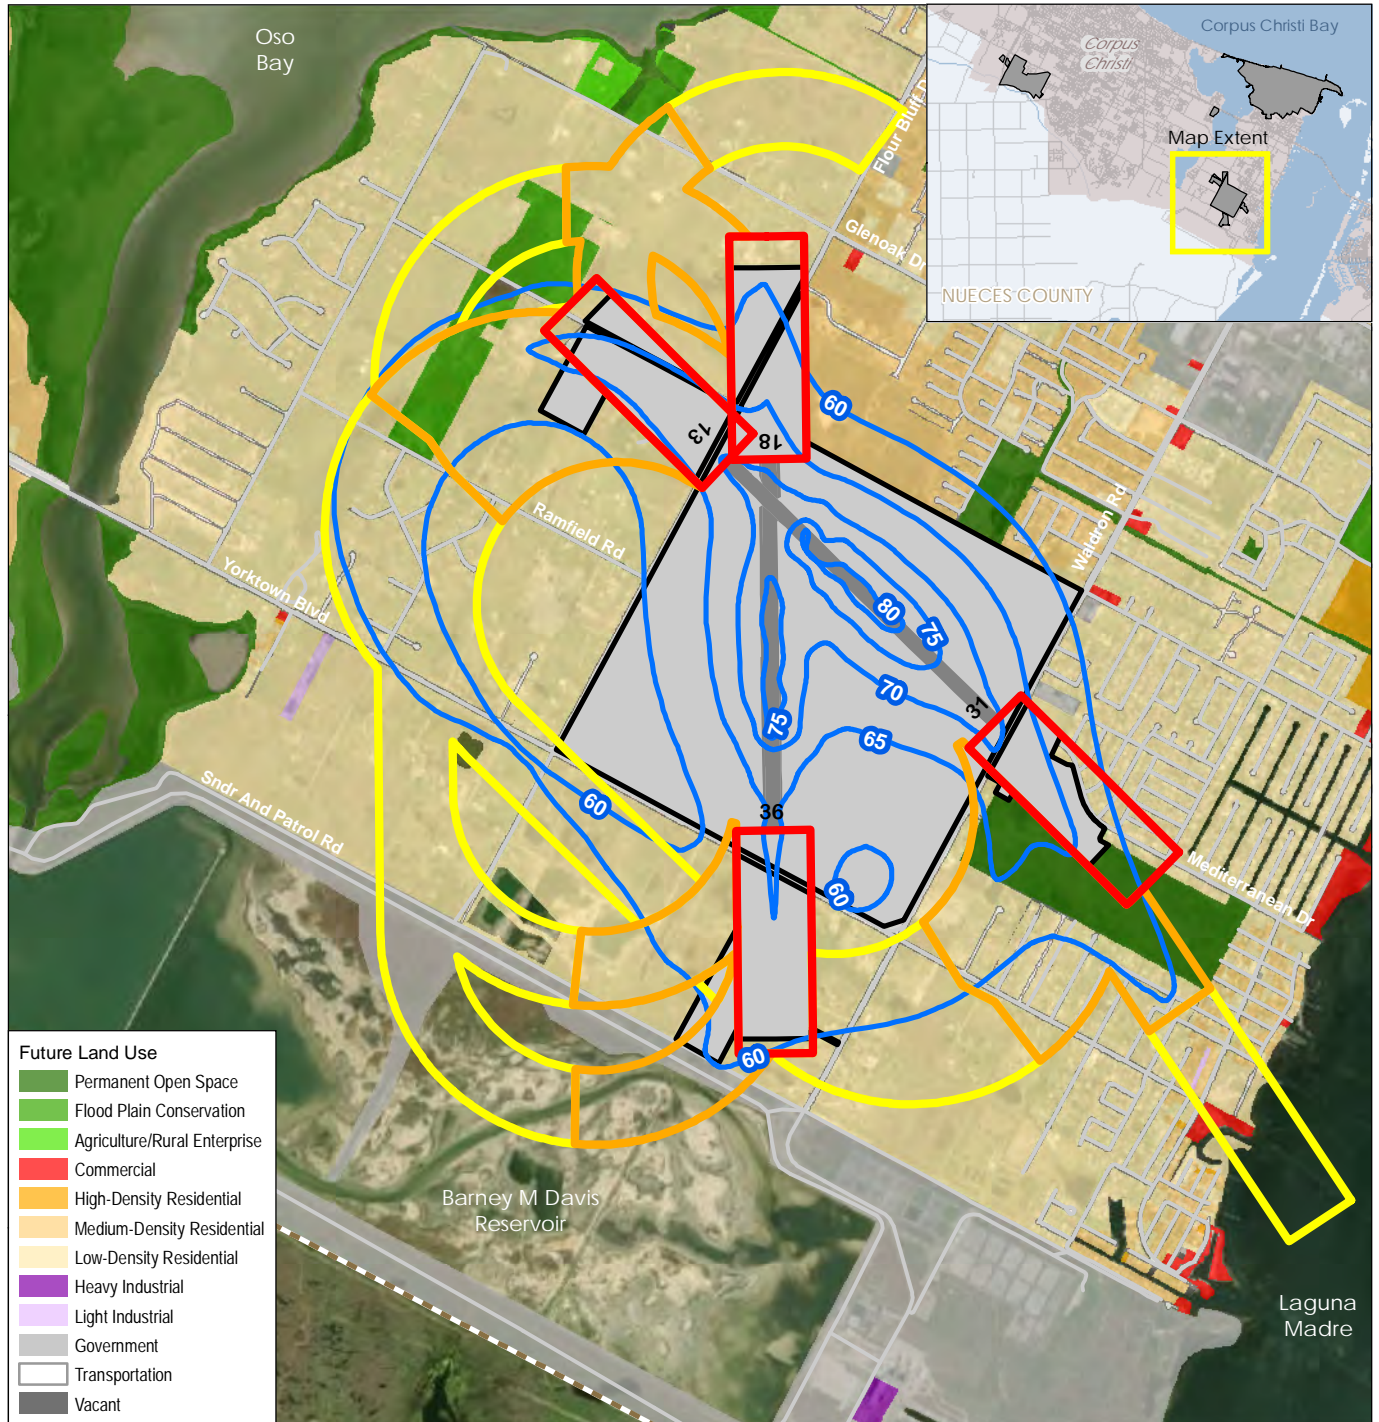 Oso
Bay
Corpus Christi Bay
Corpus
Christi
Map Extent
NUECES COUNTY
Flour Bluff D
Glenoak Dr
60
13
18
Ramfield Rd
Waldron Rd
Yorktown Blvd
80
75
70
31
75
65
Sndr And Patrol Rd
60
36
60
Mediterranean Dr
60
Barney M Davis
Reservoir
Laguna
Madre
Future Land Use
Permanent Open Space
Flood Plain Conservation
Agriculture/Rural Enterprise
Commercial
High-Density Residential
Medium-Density Residential
Low-Density Residential
Heavy Industrial
Light Industrial
Government
Transportation
Vacant